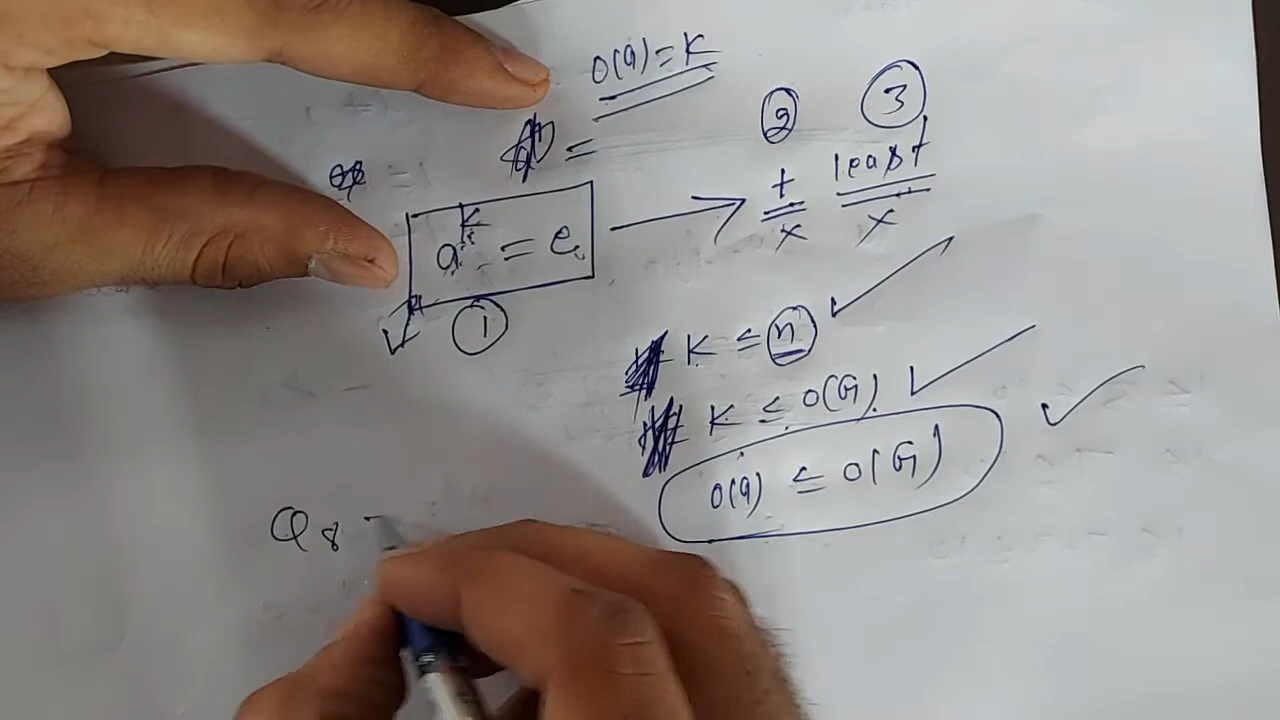 o(a) = K
② ③
=
+ least
a^K = e
x x
①
K ≤ n
K ≤ o(G)
o(a) ≤ o(G)
Q8